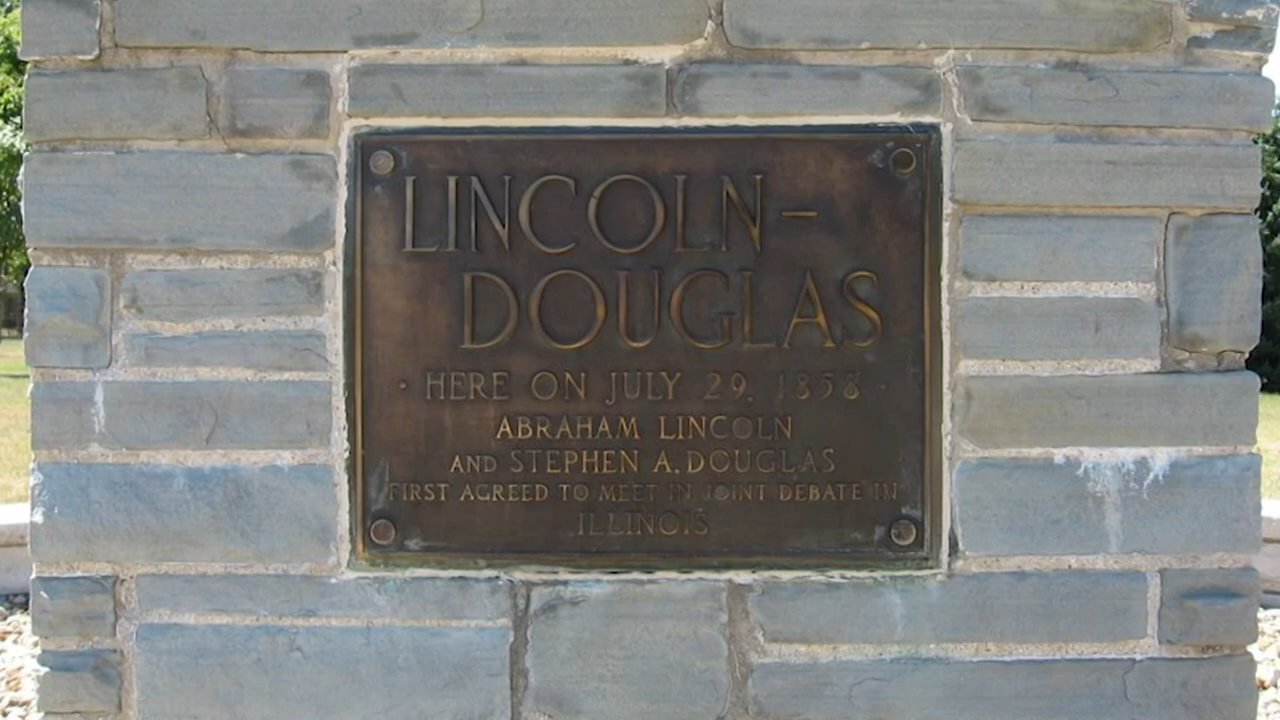 LINCOLN–
DOUGLAS
· HERE ON JULY 29, 1858 ·
ABRAHAM LINCOLN
AND STEPHEN A. DOUGLAS
FIRST AGREED TO MEET IN JOINT DEBATE IN
ILLINOIS